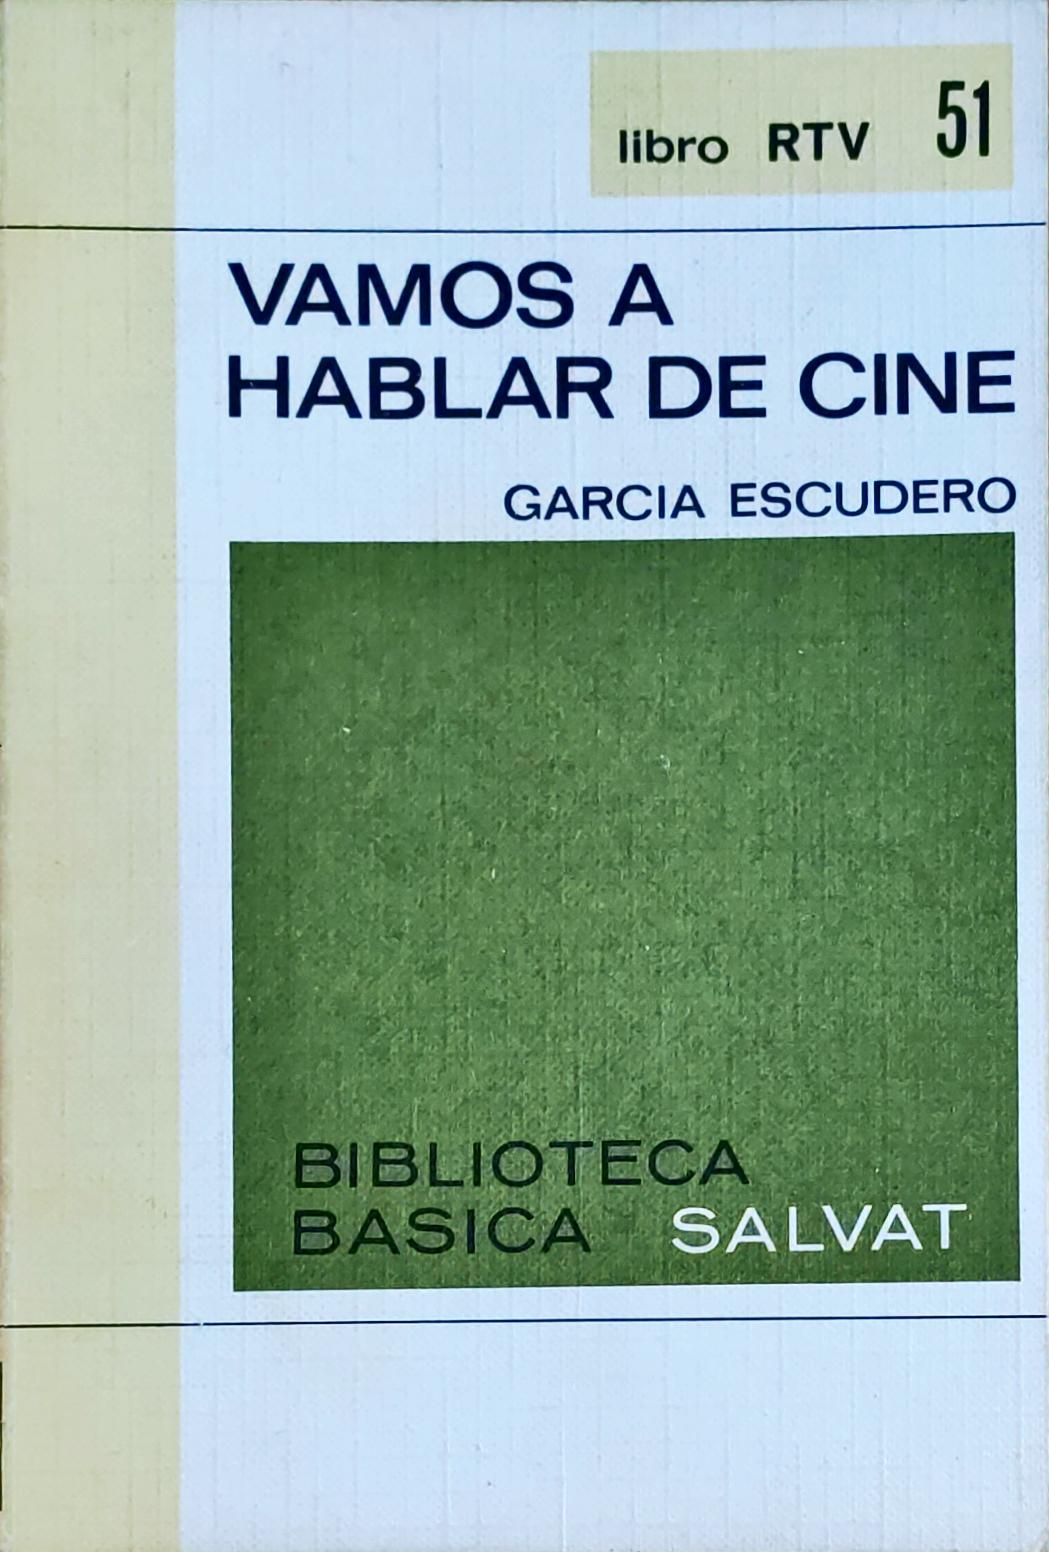 libro RTV 51
VAMOS A
HABLAR DE CINE
GARCIA ESCUDERO
BIBLIOTECA
BASICA SALVAT